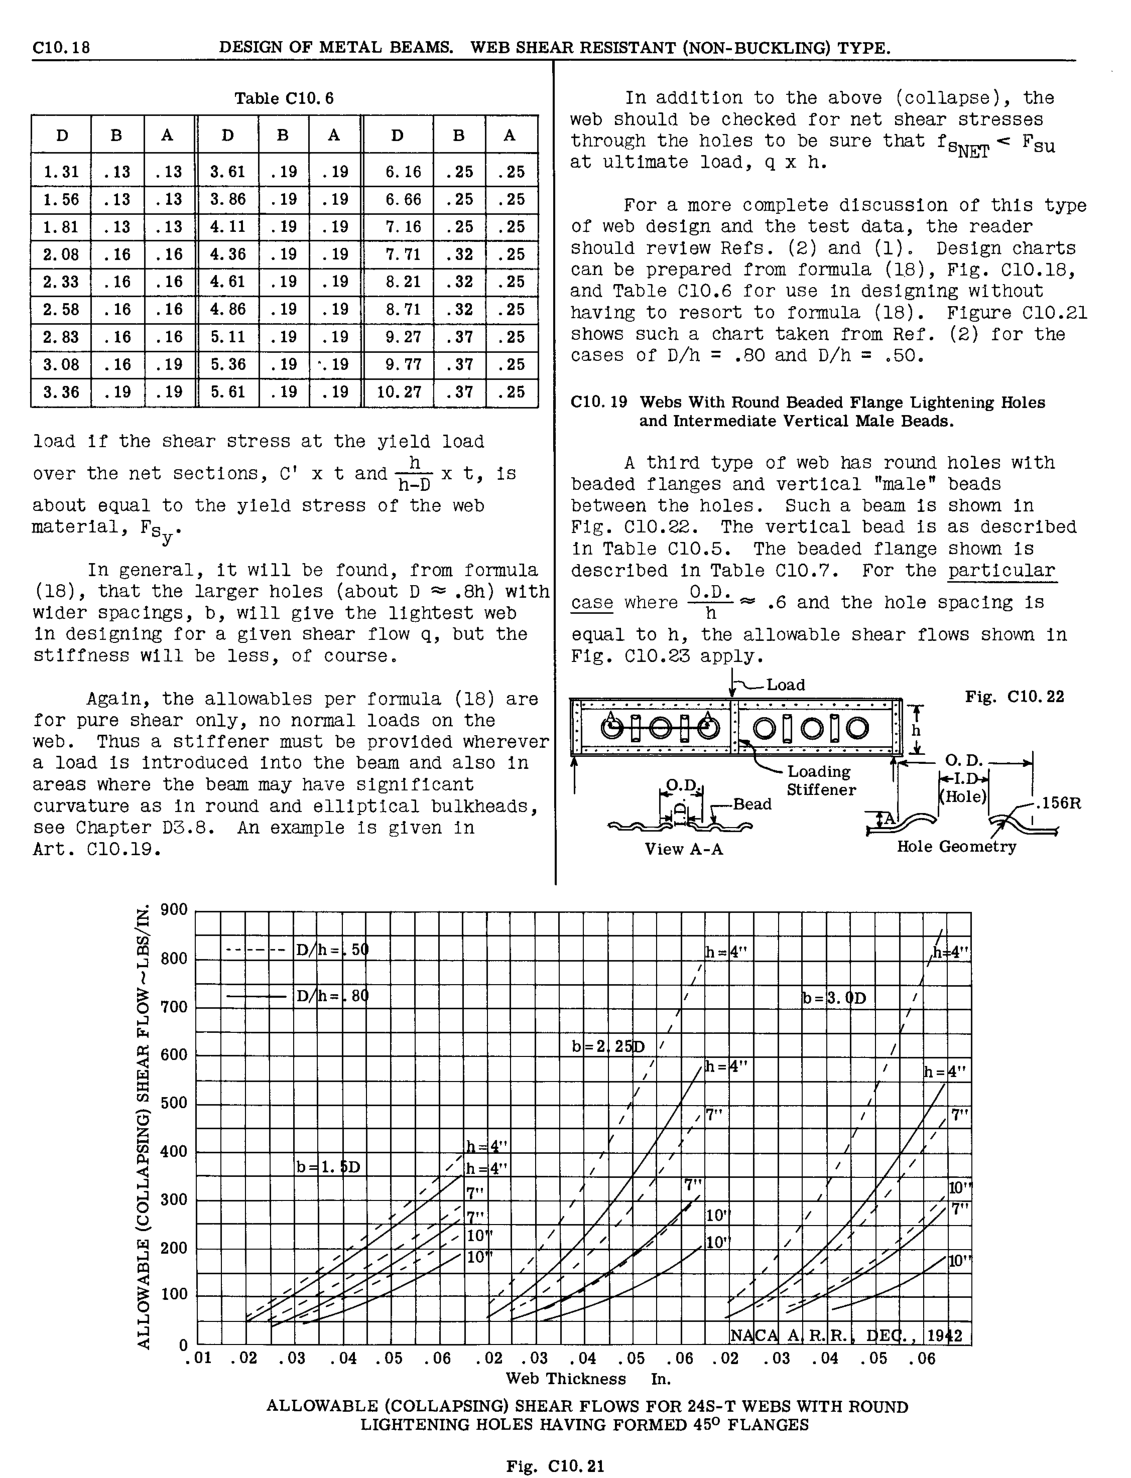 C10.18 DESIGN OF METAL BEAMS. WEB SHEAR RESISTANT (NON-BUCKLING) TYPE.
Table C10.6
D B A D B A D B A
1.31 .13 .13 3.61 .19 .19 6.16 .25 .25
1.56 .13 .13 3.86 .19 .19 6.66 .25 .25
1.81 .13 .13 4.11 .19 .19 7.16 .25 .25
2.08 .16 .16 4.36 .19 .19 7.71 .32 .25
2.33 .16 .16 4.61 .19 .19 8.21 .32 .25
2.58 .16 .16 4.86 .19 .19 8.71 .32 .25
2.83 .16 .16 5.11 .19 .19 9.27 .37 .25
3.08 .16 .19 5.36 .19 .19 9.77 .37 .25
3.36 .19 .19 5.61 .19 .19 10.27 .37 .25
load if the shear stress at the yield load
over the net sections, C' x t and h/h-D x t, is
about equal to the yield stress of the web
material, Fsy.
In general, it will be found, from formula
(18), that the larger holes (about D ≈ .8h) with
wider spacings, b, will give the lightest web
in designing for a given shear flow q, but the
stiffness will be less, of course.
Again, the allowables per formula (18) are
for pure shear only, no normal loads on the
web. Thus a stiffener must be provided wherever
a load is introduced into the beam and also in
areas where the beam may have significant
curvature as in round and elliptical bulkheads,
see Chapter D3.8. An example is given in
Art. C10.19.
In addition to the above (collapse), the
web should be checked for net shear stresses
through the holes to be sure that fsNET < Fsu
at ultimate load, q x h.
For a more complete discussion of this type
of web design and the test data, the reader
should review Refs. (2) and (1). Design charts
can be prepared from formula (18), Fig. C10.18,
and Table C10.6 for use in designing without
having to resort to formula (18). Figure C10.21
shows such a chart taken from Ref. (2) for the
cases of D/h = .80 and D/h = .50.
C10.19 Webs With Round Beaded Flange Lightening Holes
and Intermediate Vertical Male Beads.
A third type of web has round holes with
beaded flanges and vertical "male" beads
between the holes. Such a beam is shown in
Fig. C10.22. The vertical bead is as described
in Table C10.5. The beaded flange shown is
described in Table C10.7. For the particular
case where O.D./h ≈ .6 and the hole spacing is
equal to h, the allowable shear flows shown in
Fig. C10.23 apply.
Load
Fig. C10.22
A A
h
Loading
Stiffener
O.D.
I.D.
Bead
View A-A
O.D.
I.D
(Hole)
.156R
A
Hole Geometry
ALLOWABLE (COLLAPSING) SHEAR FLOW ~ LBS/IN.
900
800
700
600
500
400
300
200
100
0
D/h = .50
D/h = .80
b = 1.5D
h = 4"
h = 4"
7"
7"
10"
10"
b = 2.25D
h = 4"
h = 4"
7"
7"
10"
10"
b = 3.0D
h = 4"
h = 4"
7"
10"
7"
10"
NACA A.R.R., DEC., 1942
.01 .02 .03 .04 .05 .06 .02 .03 .04 .05 .06 .02 .03 .04 .05 .06
Web Thickness In.
ALLOWABLE (COLLAPSING) SHEAR FLOWS FOR 24S-T WEBS WITH ROUND
LIGHTENING HOLES HAVING FORMED 45° FLANGES
Fig. C10.21